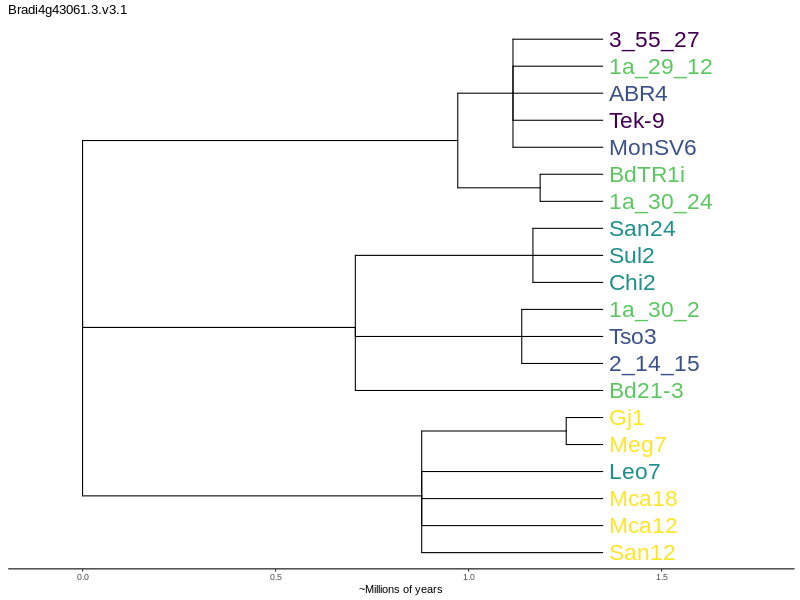 Bradi4g43061.3.v3.1
3_55_27
1a_29_12
ABR4
Tek-9
MonSV6
BdTR1i
1a_30_24
San24
Sul2
Chi2
1a_30_2
Tso3
2_14_15
Bd21-3
Gj1
Meg7
Leo7
Mca18
Mca12
San12
0.0 0.5 1.0 1.5
~Millions of years